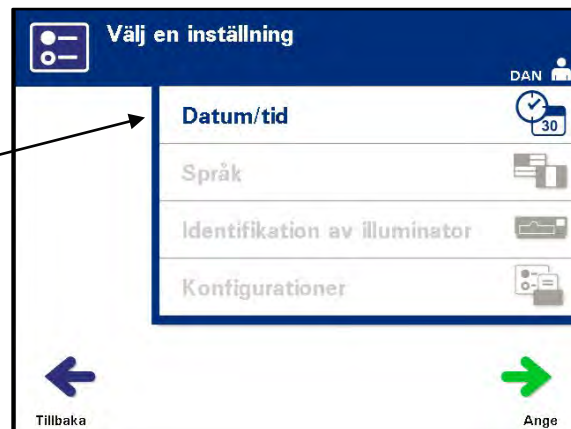 Välj en inställning
DAN
Datum/tid
30
Språk
Identifikation av illuminator
Konfigurationer
Tillbaka
Ange